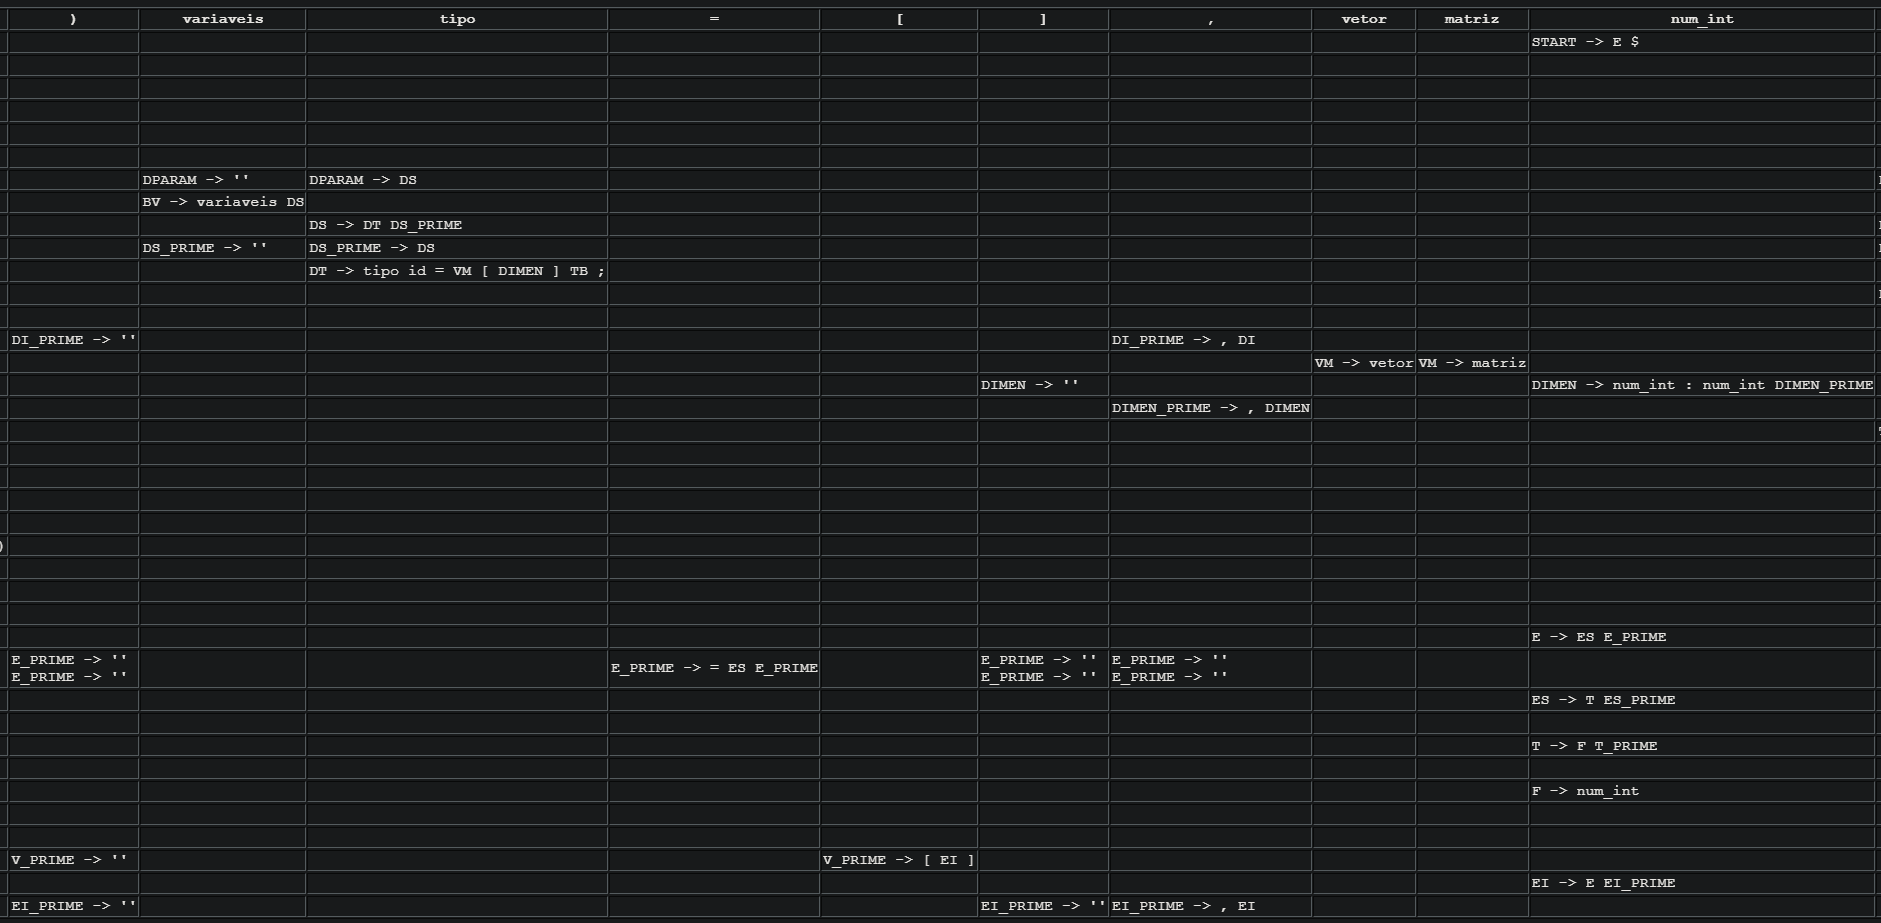 ) variaveis tipo = [ ] , vetor matriz num_int
START -> E $
DPARAM -> '' DPARAM -> DS
BV -> variaveis DS
DS -> DT DS_PRIME
DS_PRIME -> '' DS_PRIME -> DS
DT -> tipo id = VM [ DIMEN ] TB ;
DI_PRIME -> '' DI_PRIME -> , DI
VM -> vetor VM -> matriz
DIMEN -> '' DIMEN -> num_int : num_int DIMEN_PRIME
DIMEN_PRIME -> , DIMEN
)
E -> ES E_PRIME
E_PRIME -> '' E_PRIME -> '' E_PRIME -> ''
E_PRIME -> = ES E_PRIME
E_PRIME -> '' E_PRIME -> '' E_PRIME -> ''
ES -> T ES_PRIME
T -> F T_PRIME
F -> num_int
V_PRIME -> '' V_PRIME -> [ EI ]
EI -> E EI_PRIME
EI_PRIME -> '' EI_PRIME -> '' EI_PRIME -> , EI